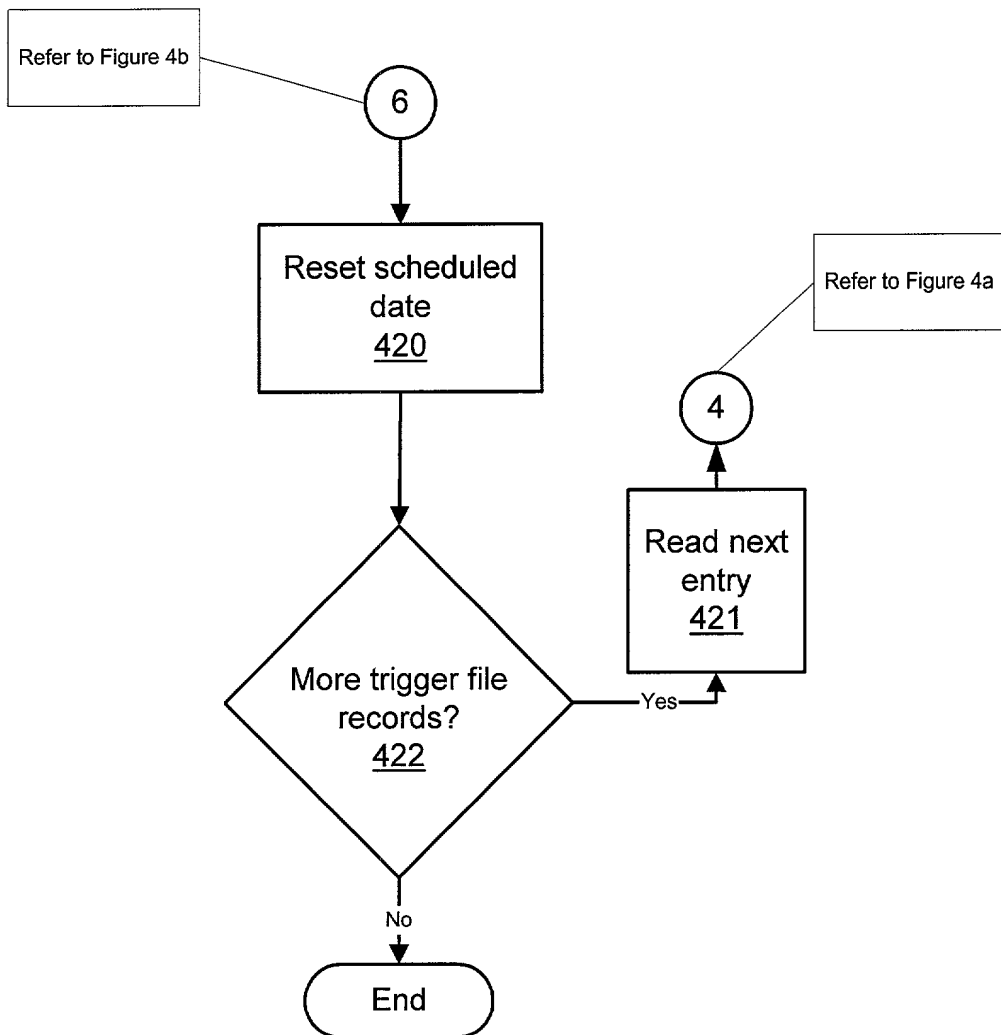 Refer to Figure 4b
6
Reset scheduled
date
420
Refer to Figure 4a
4
Read next
entry
421
More trigger file
records?
422
Yes
No
End